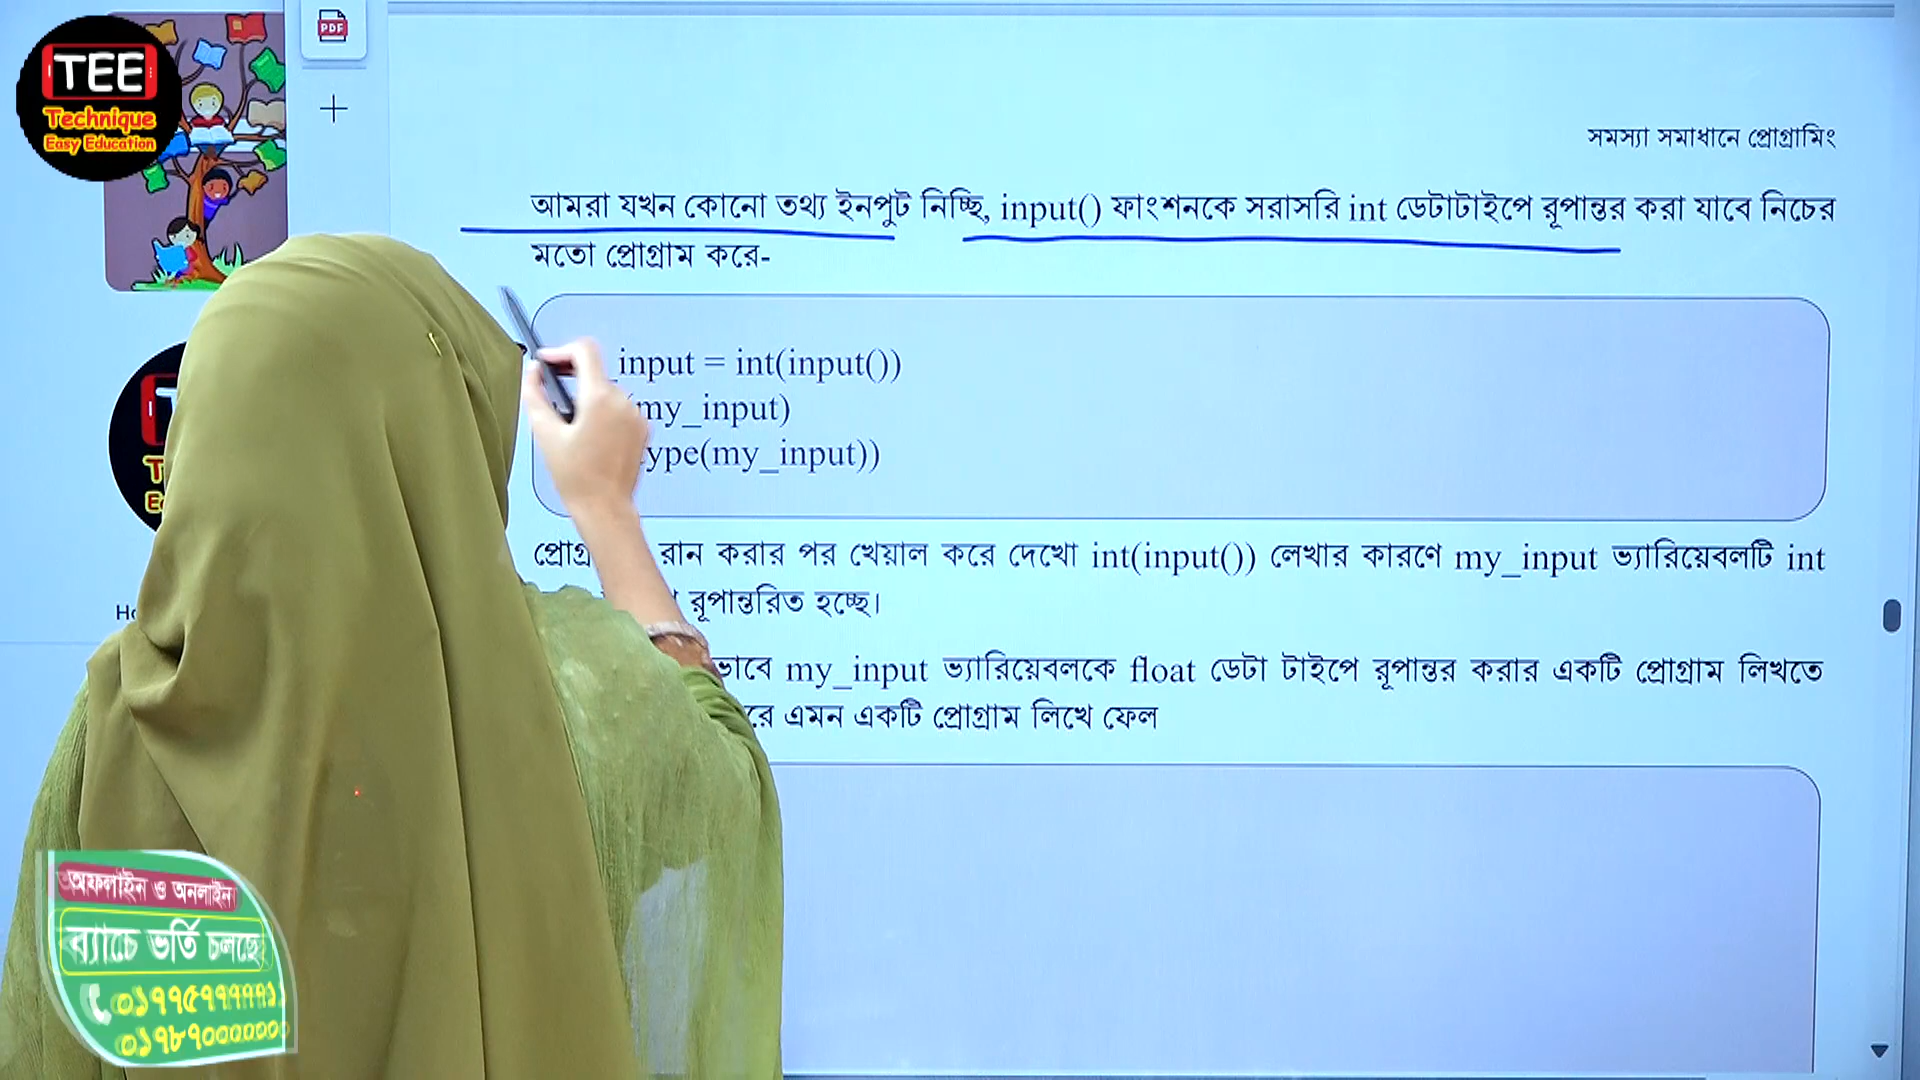 TEE
Technique
Easy Education
PDF
সমস্যা সমাধানে প্রোগ্রামিং
আমরা যখন কোনো তথ্য ইনপুট নিচ্ছি, input() ফাংশনকে সরাসরি int ডেটাটাইপে রূপান্তর করা যাবে নিচের
মতো প্রোগ্রাম করে-
_input = int(input())
(my_input)
ype(my_input))
রান করার পর খেয়াল করে দেখো int(input()) লেখার কারণে my_input ভ্যারিয়েবলটি int
রূপান্তরিত হচ্ছে।
ভাবে my_input ভ্যারিয়েবলকে float ডেটা টাইপে রূপান্তর করার একটি প্রোগ্রাম লিখতে
রে এমন একটি প্রোগ্রাম লিখে ফেল
অফলাইন ও অনলাইন
ব্যাচে ভর্তি চলছে